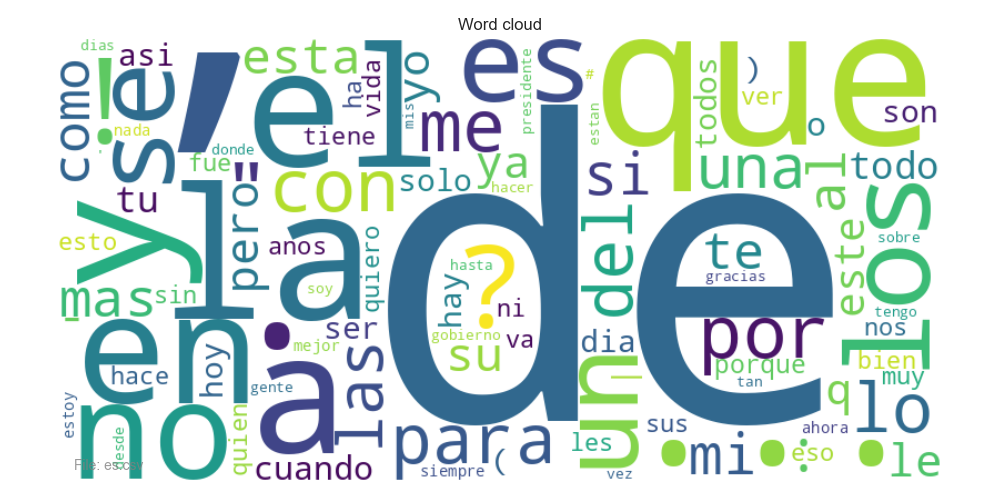 Word cloud
dias
asi
como
!
nada
se
,
donde
fue
esta
el
ha
vida
mis
yo
tiene
me
es
presidente
#
estan
que
todos
)
ver
o
son
tu
"
pero
con
solo
ya
hacer
si
una
al
todo
y
esto
la
anos
quiero
soy
de
?
hasta
hay
ni
gobierno
va
su
del
te
gracias
este
los
sobre
tengo
mas
-
sin
en
hace
hoy
.
ser
mejor
a
gente
las
dia
un
por
porque
tan
nos
bien
muy
q
lo
estoy
no
desde
quien
cuando
para
siempre
(
les
vez
sus
...
mi
:
ahora
eso
le
File: es.csv